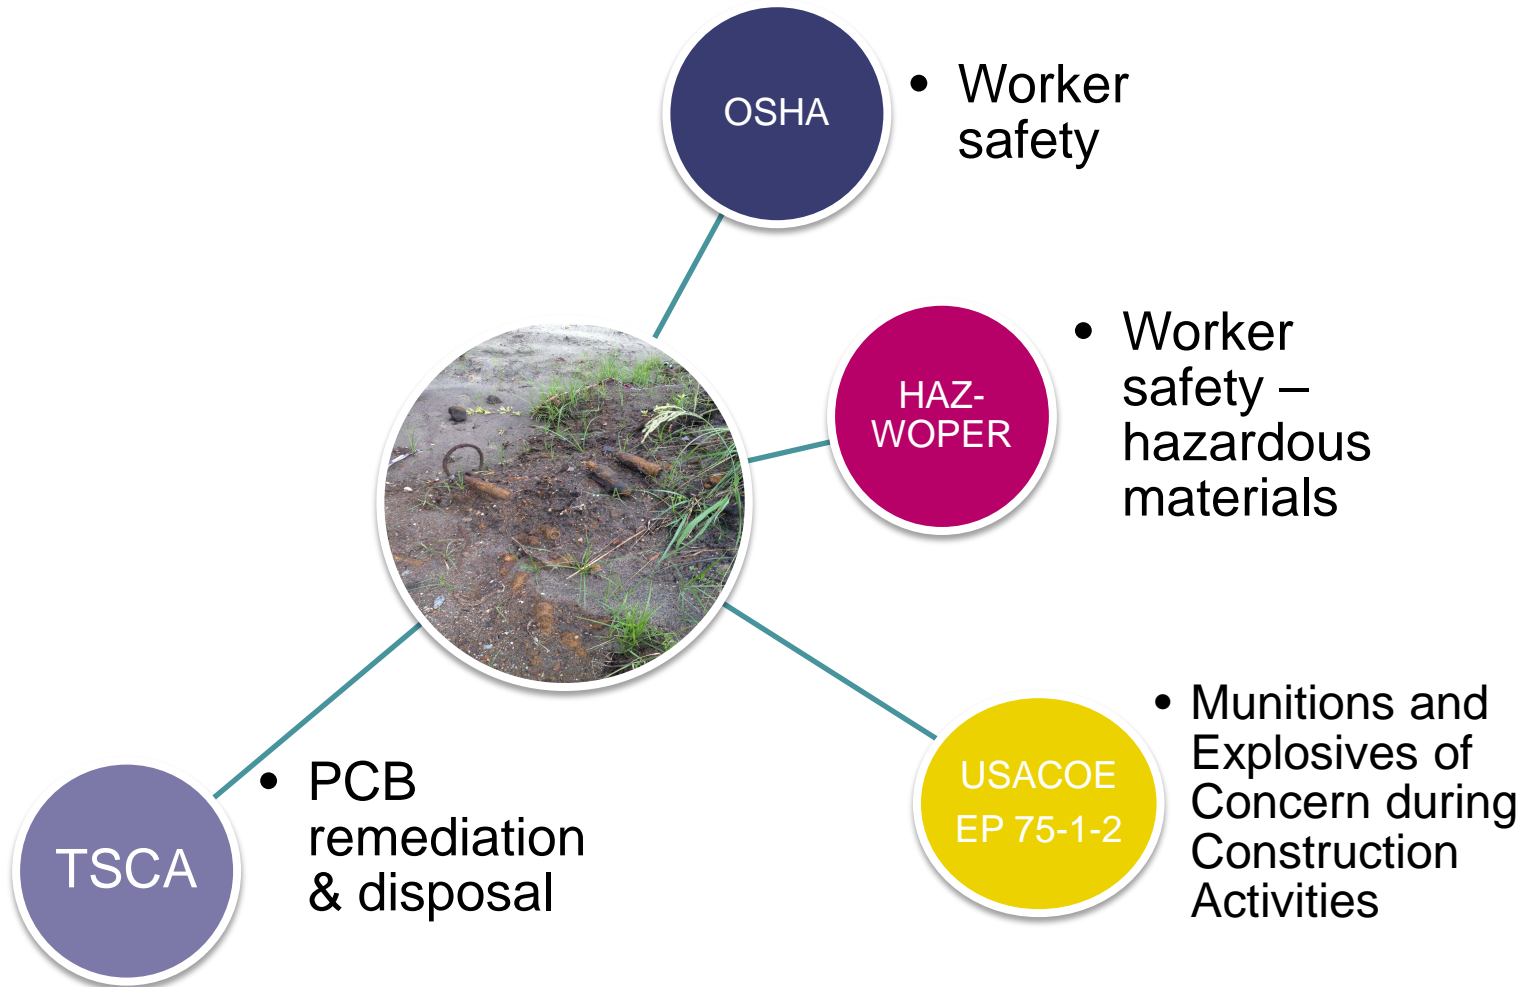 OSHA
• Worker
safety
HAZ-
WOPER
• Worker
safety –
hazardous
materials
USACOE
EP 75-1-2
• Munitions and
Explosives of
Concern during
Construction
Activities
TSCA
• PCB
remediation
& disposal